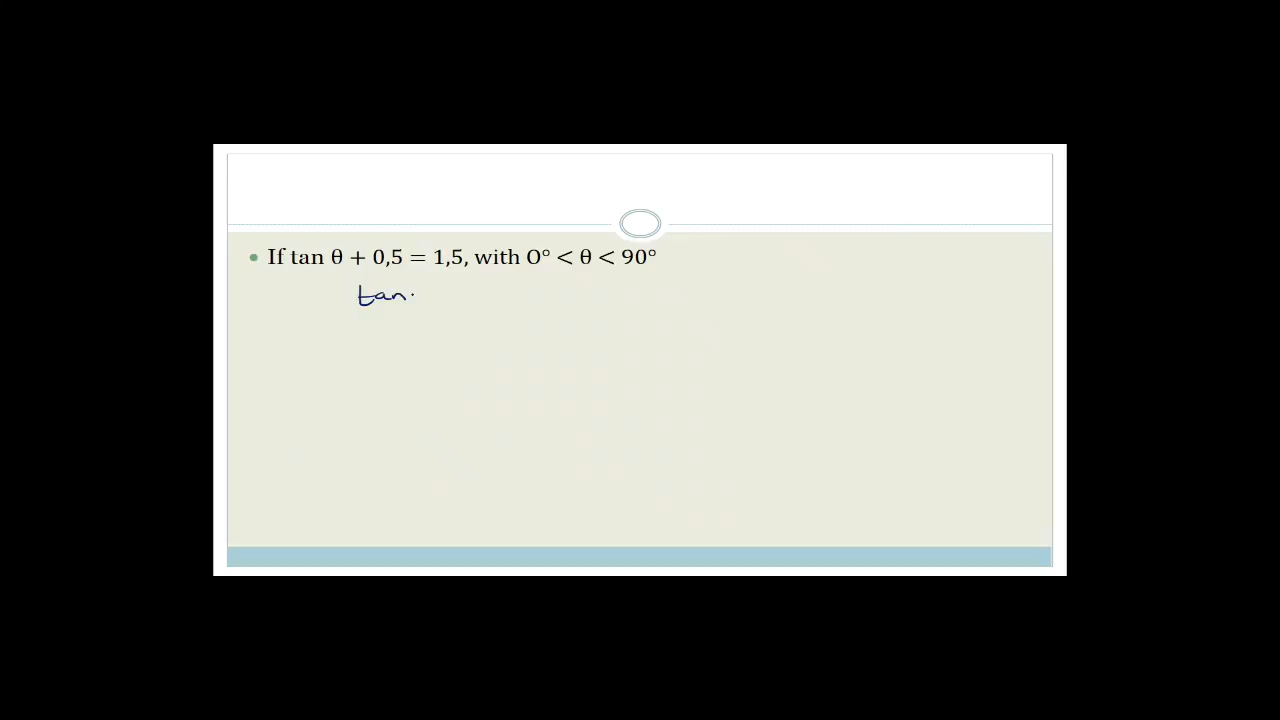 If tan θ + 0,5 = 1,5, with 0° < θ < 90°
tan